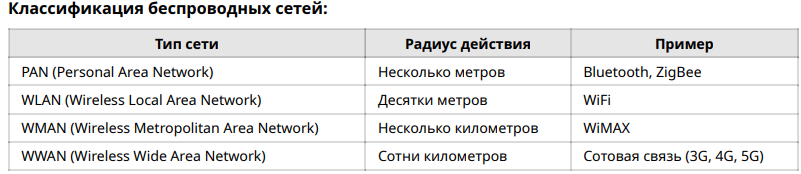 Классификация беспроводных сетей:
Тип сети Радиус действия Пример
PAN (Personal Area Network) Несколько метров Bluetooth, ZigBee
WLAN (Wireless Local Area Network) Десятки метров WiFi
WMAN (Wireless Metropolitan Area Network) Несколько километров WiMAX
WWAN (Wireless Wide Area Network) Сотни километров Сотовая связь (3G, 4G, 5G)